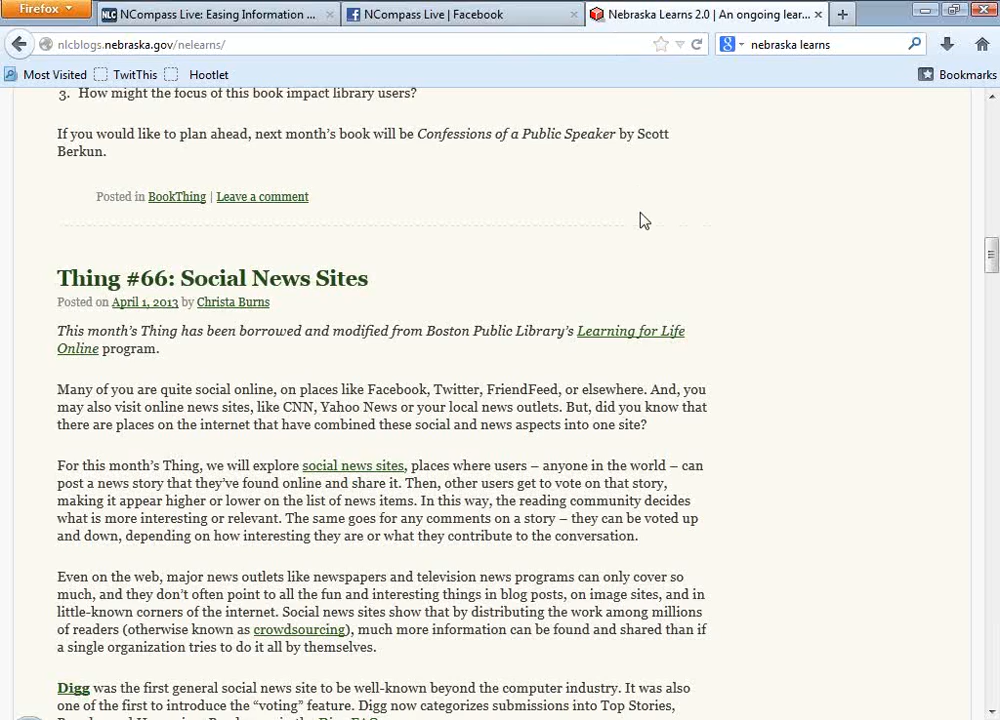 Firefox
NCompass Live: Easing Information ...
NCompass Live | Facebook
Nebraska Learns 2.0 | An ongoing lear...
nlcblogs.nebraska.gov/nelearns/
nebraska learns
Most Visited
TwitThis
Hootlet
Bookmarks
3. How might the focus of this book impact library users?
If you would like to plan ahead, next month's book will be Confessions of a Public Speaker by Scott
Berkun.
Posted in BookThing | Leave a comment
Thing #66: Social News Sites
Posted on April 1, 2013 by Christa Burns
This month's Thing has been borrowed and modified from Boston Public Library's Learning for Life
Online program.
Many of you are quite social online, on places like Facebook, Twitter, FriendFeed, or elsewhere. And, you
may also visit online news sites, like CNN, Yahoo News or your local news outlets. But, did you know that
there are places on the internet that have combined these social and news aspects into one site?
For this month's Thing, we will explore social news sites, places where users – anyone in the world – can
post a news story that they've found online and share it. Then, other users get to vote on that story,
making it appear higher or lower on the list of news items. In this way, the reading community decides
what is more interesting or relevant. The same goes for any comments on a story – they can be voted up
and down, depending on how interesting they are or what they contribute to the conversation.
Even on the web, major news outlets like newspapers and television news programs can only cover so
much, and they don't often point to all the fun and interesting things in blog posts, on image sites, and in
little-known corners of the internet. Social news sites show that by distributing the work among millions
of readers (otherwise known as crowdsourcing), much more information can be found and shared than if
a single organization tries to do it all by themselves.
Digg was the first general social news site to be well-known beyond the computer industry. It was also
one of the first to introduce the "voting" feature. Digg now categorizes submissions into Top Stories,